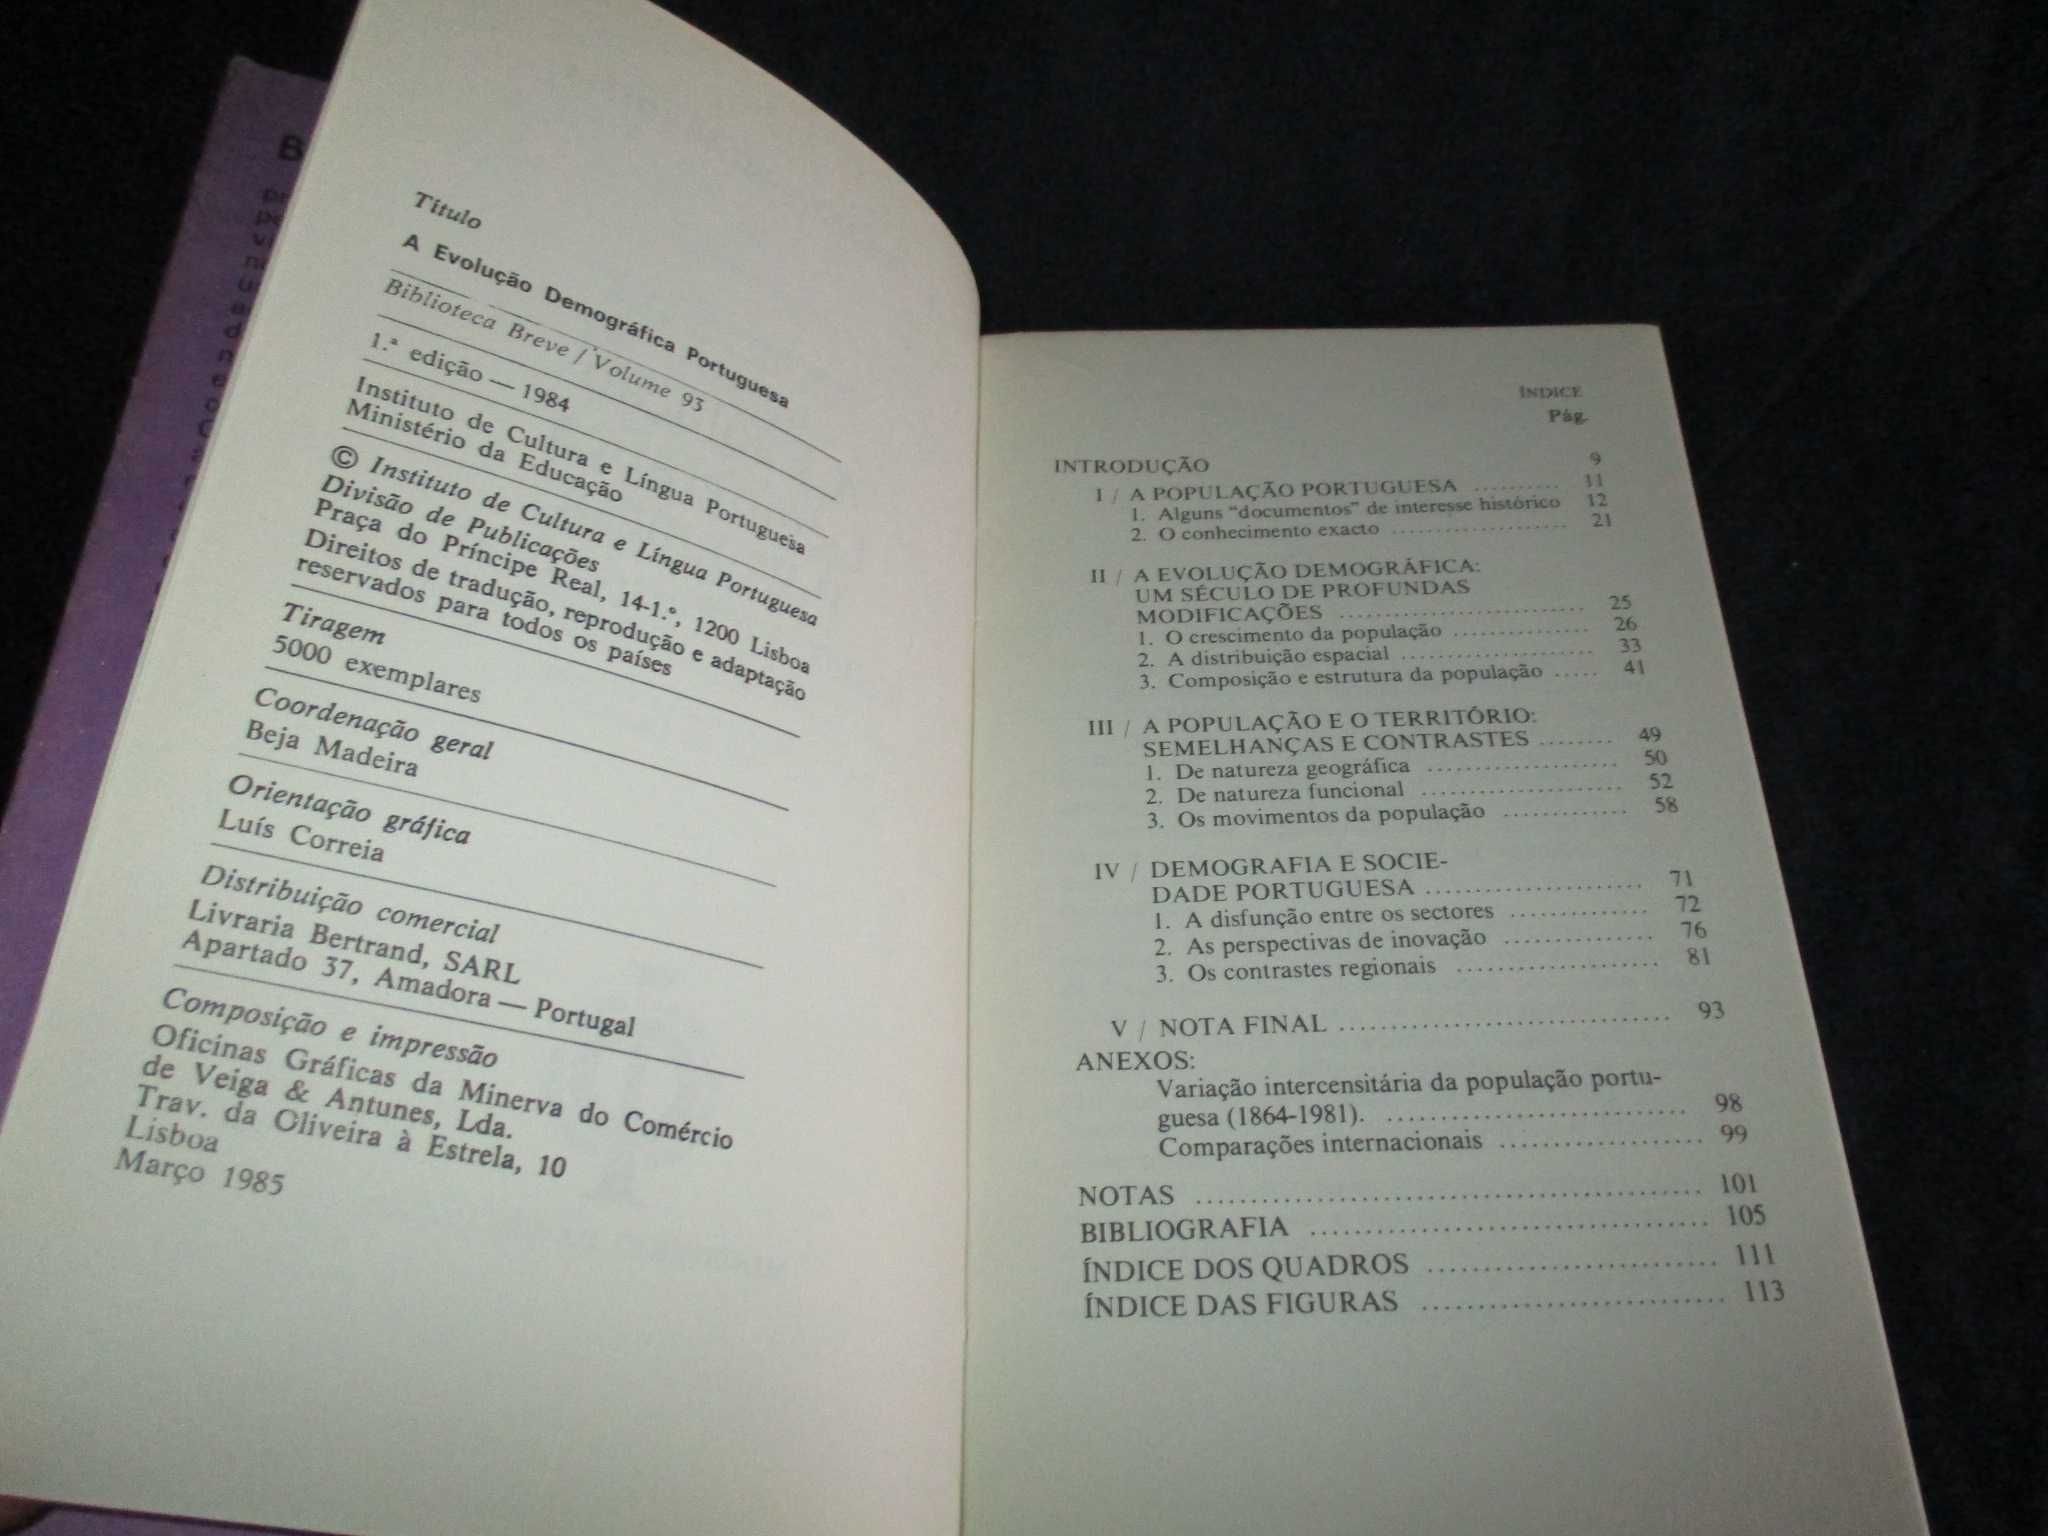 Título
A Evolução Demográfica Portuguesa
Biblioteca Breve / Volume 93
1.ª edição — 1984
Instituto de Cultura e Língua Portuguesa
Ministério da Educação
© Instituto de Cultura e Língua Portuguesa
Divisão de Publicações
Praça do Príncipe Real, 14-1.º, 1200 Lisboa
Direitos de tradução, reprodução e adaptação
reservados para todos os países
Tiragem
5000 exemplares
Coordenação geral
Beja Madeira
Orientação gráfica
Luís Correia
Distribuição comercial
Livraria Bertrand, SARL
Apartado 37, Amadora — Portugal
Composição e impressão
Oficinas Gráficas da Minerva do Comércio
de Veiga & Antunes, Lda.
Trav. da Oliveira à Estrela, 10
Lisboa
Março 1985
ÍNDICE
Pág.
INTRODUÇÃO 9
I / A POPULAÇÃO PORTUGUESA .......... 11
1. Alguns “documentos” de interesse histórico 12
2. O conhecimento exacto ...................... 21
II / A EVOLUÇÃO DEMOGRÁFICA:
UM SÉCULO DE PROFUNDAS
MODIFICAÇÕES ............................ 25
1. O crescimento da população ............... 26
2. A distribuição espacial ..................... 33
3. Composição e estrutura da população ..... 41
III / A POPULAÇÃO E O TERRITÓRIO:
SEMELHANÇAS E CONTRASTES ........ 49
1. De natureza geográfica ..................... 50
2. De natureza funcional ...................... 52
3. Os movimentos da população ............. 58
IV / DEMOGRAFIA E SOCIE-
DADE PORTUGUESA ....................... 71
1. A disfunção entre os sectores .............. 72
2. As perspectivas de inovação ............... 76
3. Os contrastes regionais ..................... 81
V / NOTA FINAL ................................. 93
ANEXOS:
Variação intercensitária da população portu-
guesa (1864-1981). .............................. 98
Comparações internacionais .................... 99
NOTAS ............................................... 101
BIBLIOGRAFIA .................................... 105
ÍNDICE DOS QUADROS .......................... 111
ÍNDICE DAS FIGURAS ........................... 113